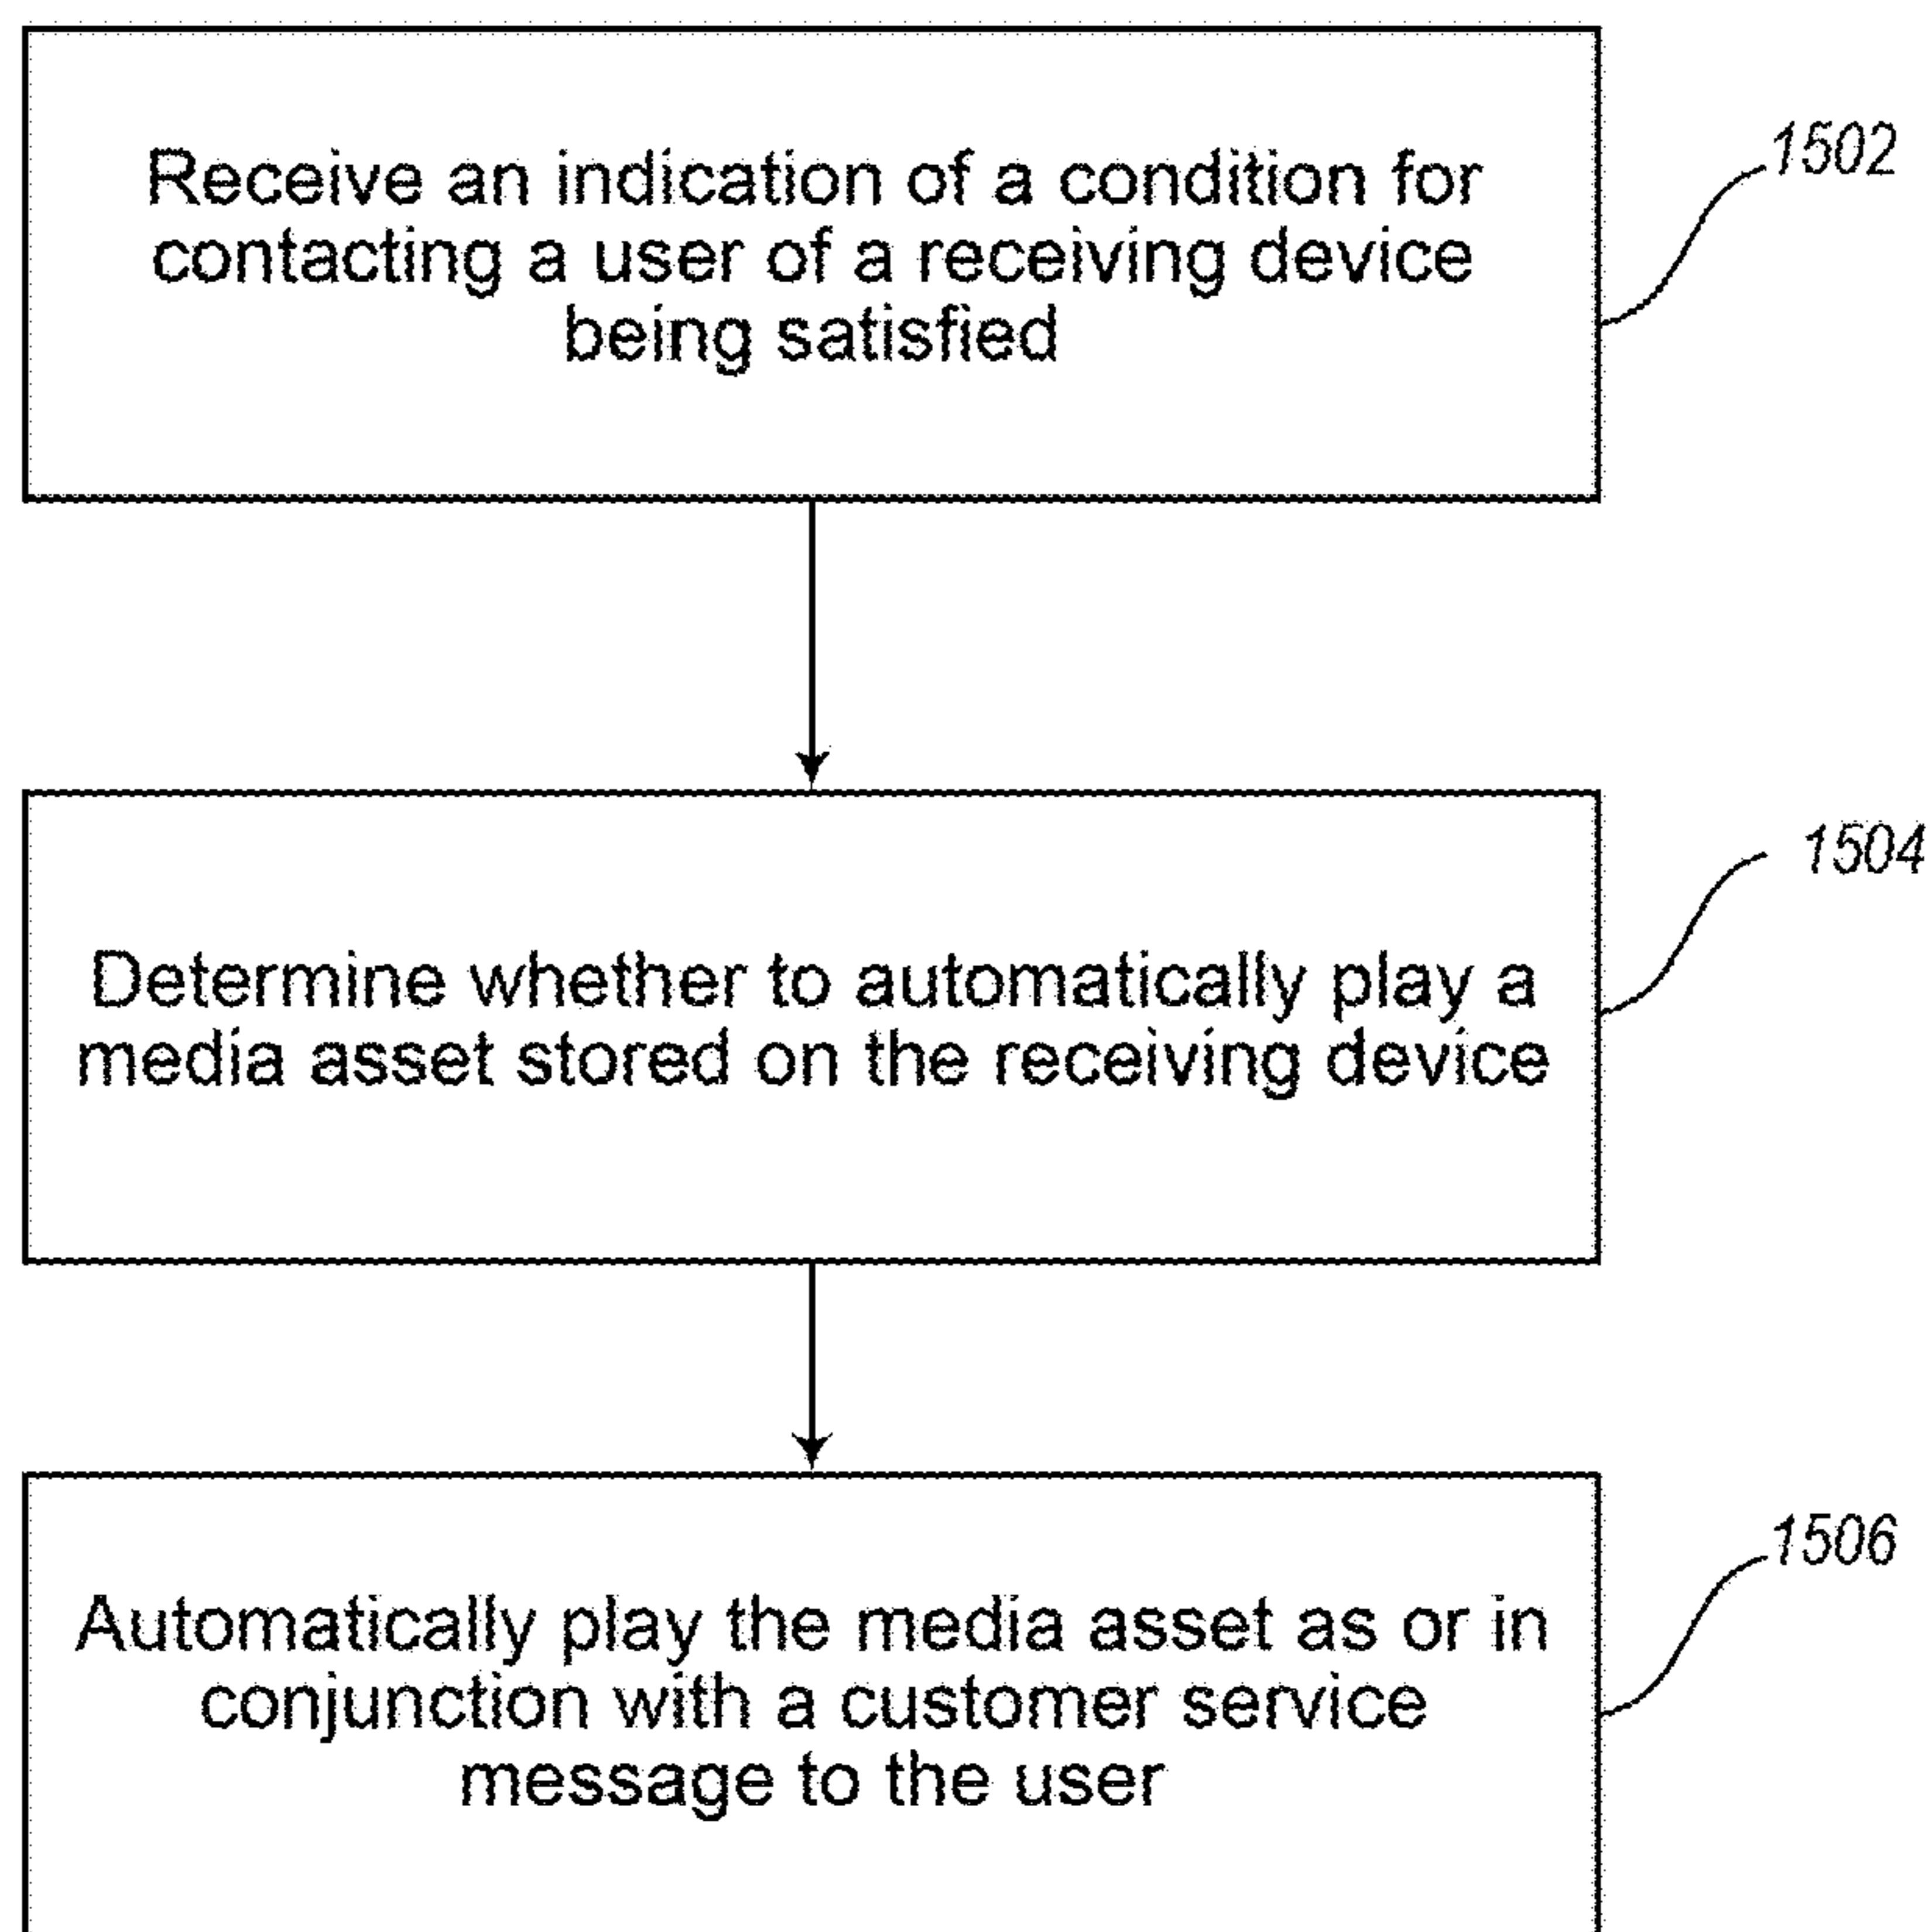 Receive an indication of a condition for
contacting a user of a receiving device
being satisfied
1502
Determine whether to automatically play a
media asset stored on the receiving device
1504
Automatically play the media asset as or in
conjunction with a customer service
message to the user
1506